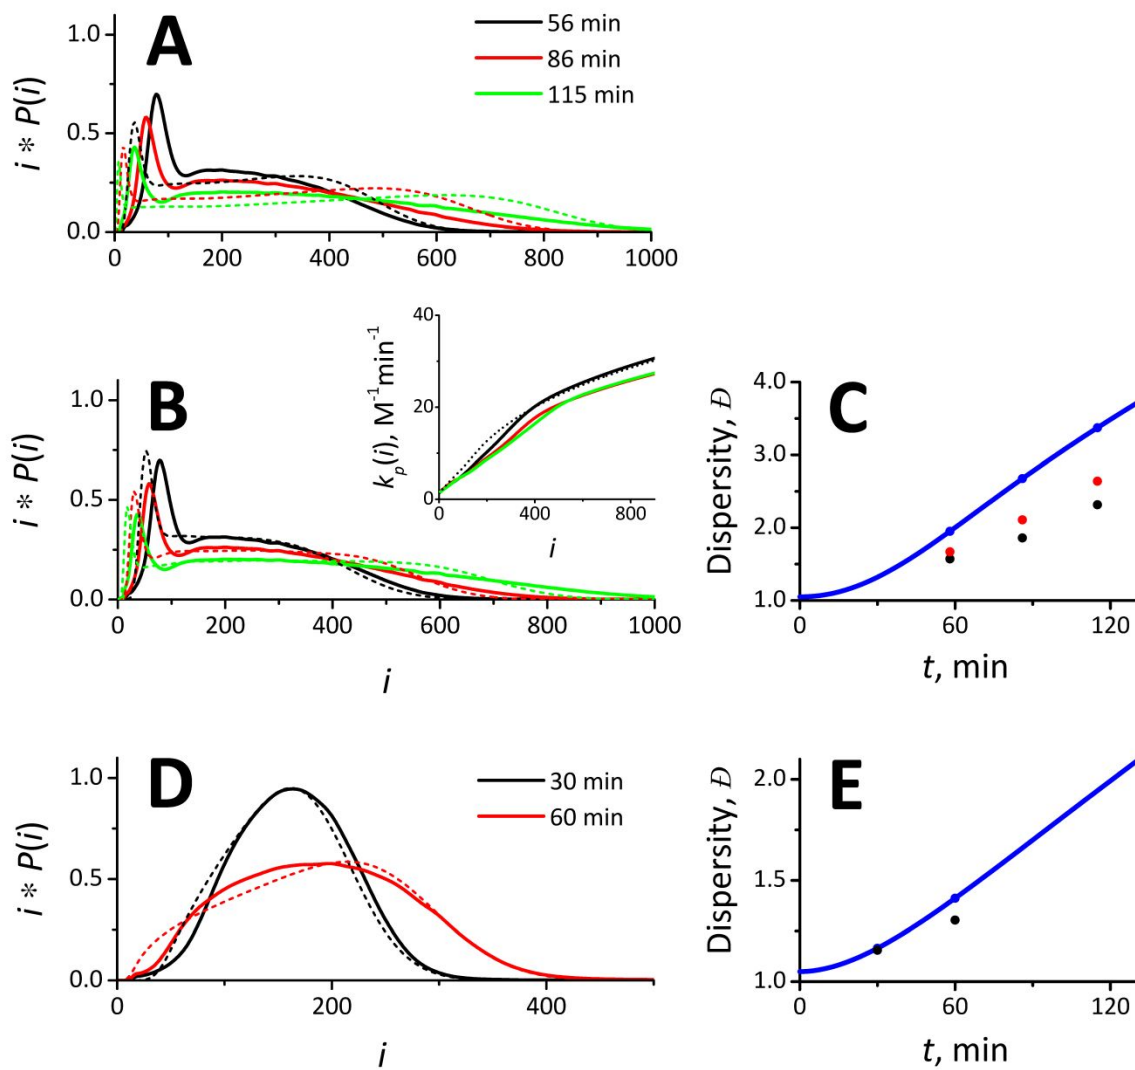 A
56 min
86 min
115 min
i * P(i)
1.0
0.5
0.0
0 200 400 600 800 1000
B
i * P(i)
1.0
0.5
0.0
0 200 400 600 800 1000
i
kp(i), M-1min-1
40
20
0
0 400 800
i
C
Dispersity, Đ
4.0
3.0
2.0
1.0
0 60 120
t, min
D
30 min
60 min
i * P(i)
1.0
0.5
0.0
0 200 400
i
E
Dispersity, Đ
2.0
1.5
1.0
0 60 120
t, min